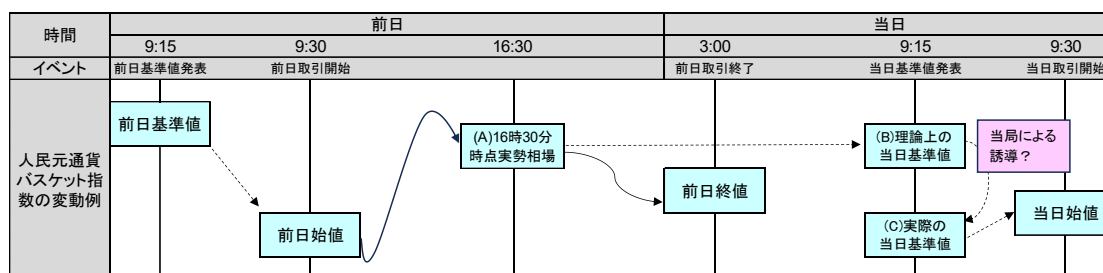 時間
前日
当日
9:15
9:30
16:30
3:00
9:15
9:30
イベント
前日基準値発表
前日取引開始
前日取引終了
当日基準値発表
当日取引開始
人民元通貨
バスケット指
数の変動例
前日基準値
前日始値
(A)16時30分
時点実勢相場
前日終値
(B)理論上の
当日基準値
当局による
誘導？
(C)実際の
当日基準値
当日始値